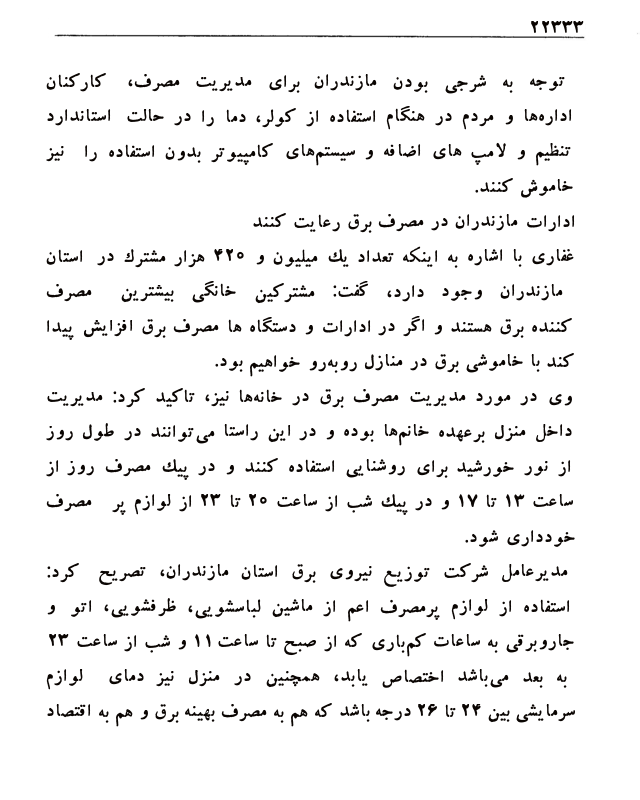 ۲۲۳۳۳
توجه به شرجی بودن مازندران برای مدیریت مصرف، کارکنان
اداره‌ها و مردم در هنگام استفاده از کولر، دما را در حالت استاندارد
تنظیم و لامپ های اضافه و سیستم‌های کامپیوتر بدون استفاده را نیز
خاموش کنند.
ادارات مازندران در مصرف برق رعایت کنند
غفاری با اشاره به اینکه تعداد یك میلیون و ۴۲۰ هزار مشترك در استان
مازندران وجود دارد، گفت: مشترکین خانگی بیشترین مصرف
کننده برق هستند و اگر در ادارات و دستگاه ها مصرف برق افزایش پیدا
کند با خاموشی برق در منازل روبه‌رو خواهیم بود.
وی در مورد مدیریت مصرف برق در خانه‌ها نیز، تاکید کرد: مدیریت
داخل منزل برعهده خانم‌ها بوده و در این راستا می‌توانند در طول روز
از نور خورشید برای روشنایی استفاده کنند و در پیك مصرف روز از
ساعت ۱۳ تا ۱۷ و در پیك شب از ساعت ۲۰ تا ۲۳ از لوازم پر مصرف
خودداری شود.
مدیرعامل شرکت توزیع نیروی برق استان مازندران، تصریح کرد:
استفاده از لوازم پرمصرف اعم از ماشین لباسشویی، ظرفشویی، اتو و
جاروبرقی به ساعات کم‌باری که از صبح تا ساعت ۱۱ و شب از ساعت ۲۳
به بعد می‌باشد اختصاص یابد، همچنین در منزل نیز دمای لوازم
سرمایشی بین ۲۴ تا ۲۶ درجه باشد که هم به مصرف بهینه برق و هم به اقتصاد